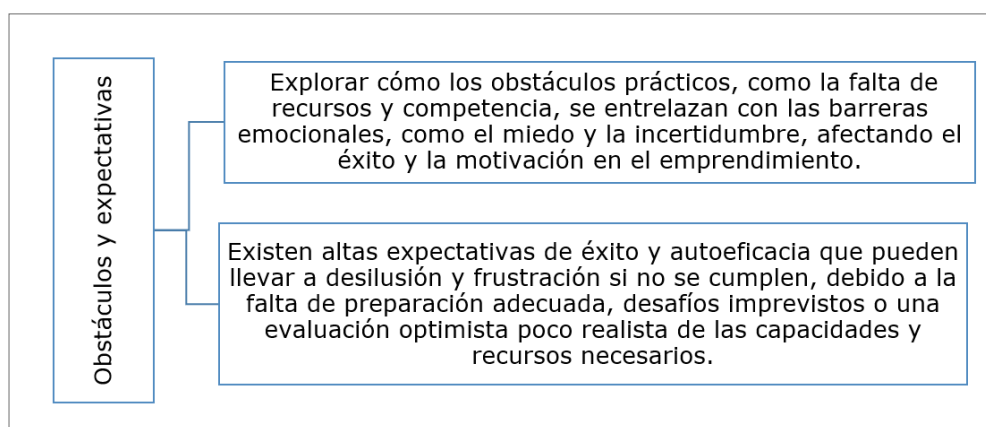 Obstáculos y expectativas
Explorar cómo los obstáculos prácticos, como la falta de
recursos y competencia, se entrelazan con las barreras
emocionales, como el miedo y la incertidumbre, afectando el
éxito y la motivación en el emprendimiento.
Existen altas expectativas de éxito y autoeficacia que pueden
llevar a desilusión y frustración si no se cumplen, debido a la
falta de preparación adecuada, desafíos imprevistos o una
evaluación optimista poco realista de las capacidades y
recursos necesarios.